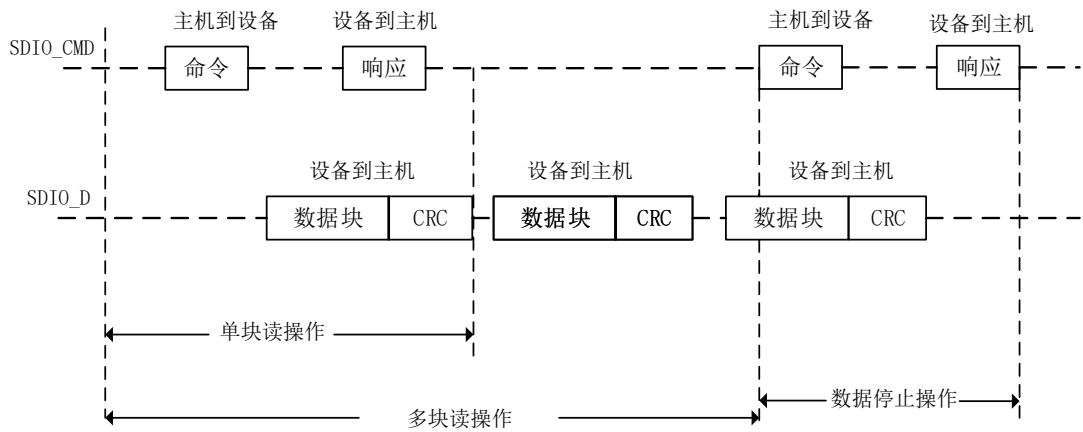 主机到设备
设备到主机
主机到设备
设备到主机
SDIO_CMD
命令
响应
命令
响应
设备到主机
设备到主机
设备到主机
SDIO_D
数据块
CRC
数据块
CRC
数据块
CRC
单块读操作
多块读操作
数据停止操作